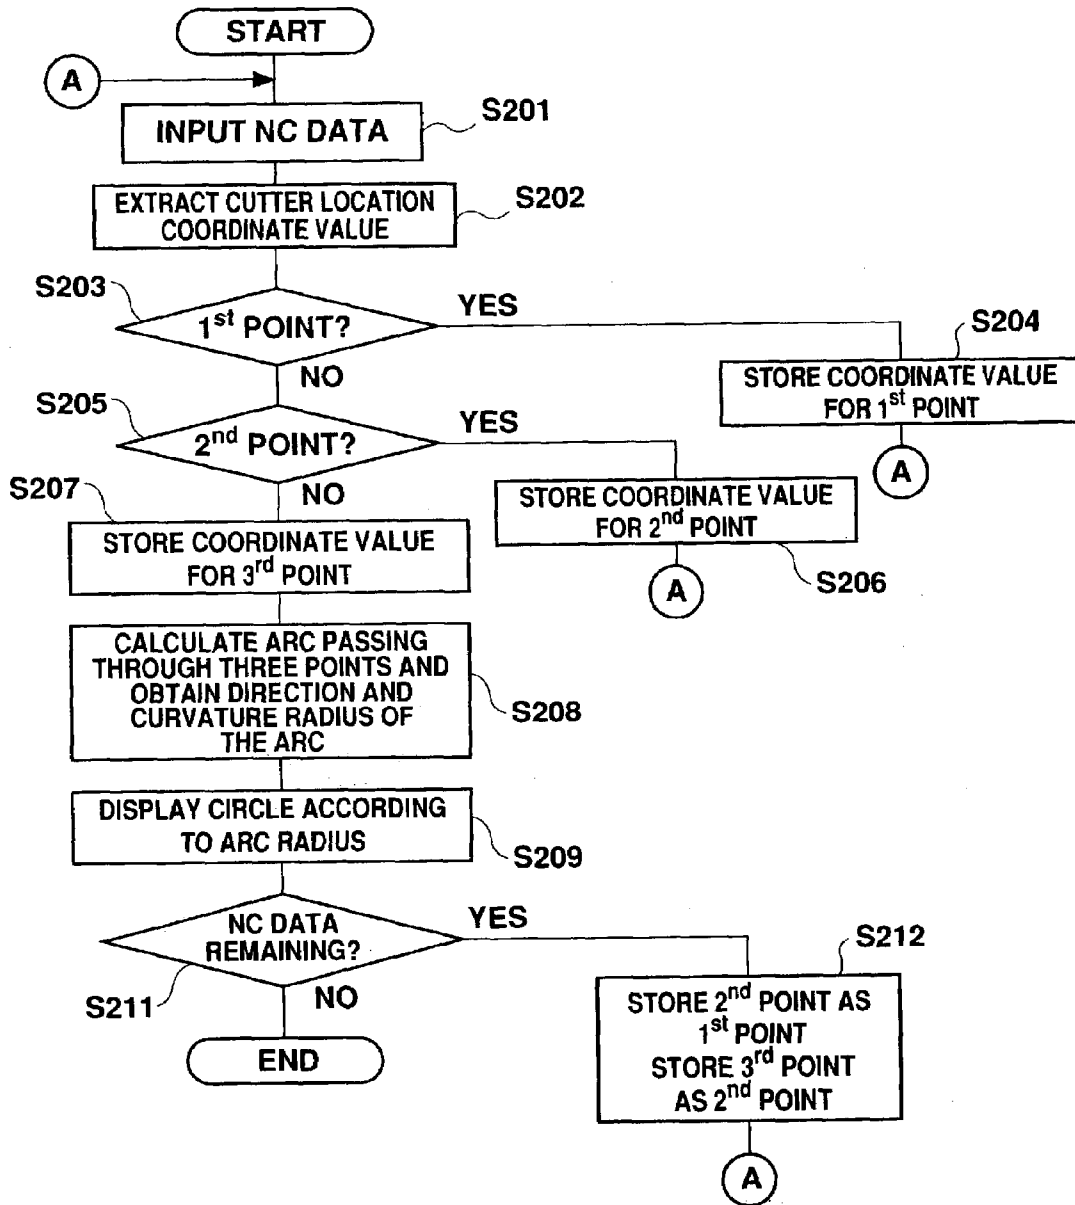 START
A
INPUT NC DATA
S201
EXTRACT CUTTER LOCATION
COORDINATE VALUE
S202
S203
1st POINT?
YES
NO
S204
STORE COORDINATE VALUE
FOR 1st POINT
A
S205
2nd POINT?
YES
NO
STORE COORDINATE VALUE
FOR 2nd POINT
S206
A
S207
STORE COORDINATE VALUE
FOR 3rd POINT
CALCULATE ARC PASSING
THROUGH THREE POINTS AND
OBTAIN DIRECTION AND
CURVATURE RADIUS OF
THE ARC
S208
DISPLAY CIRCLE ACCORDING
TO ARC RADIUS
S209
NC DATA
REMAINING?
YES
S211
NO
END
S212
STORE 2nd POINT AS
1st POINT
STORE 3rd POINT
AS 2nd POINT
A